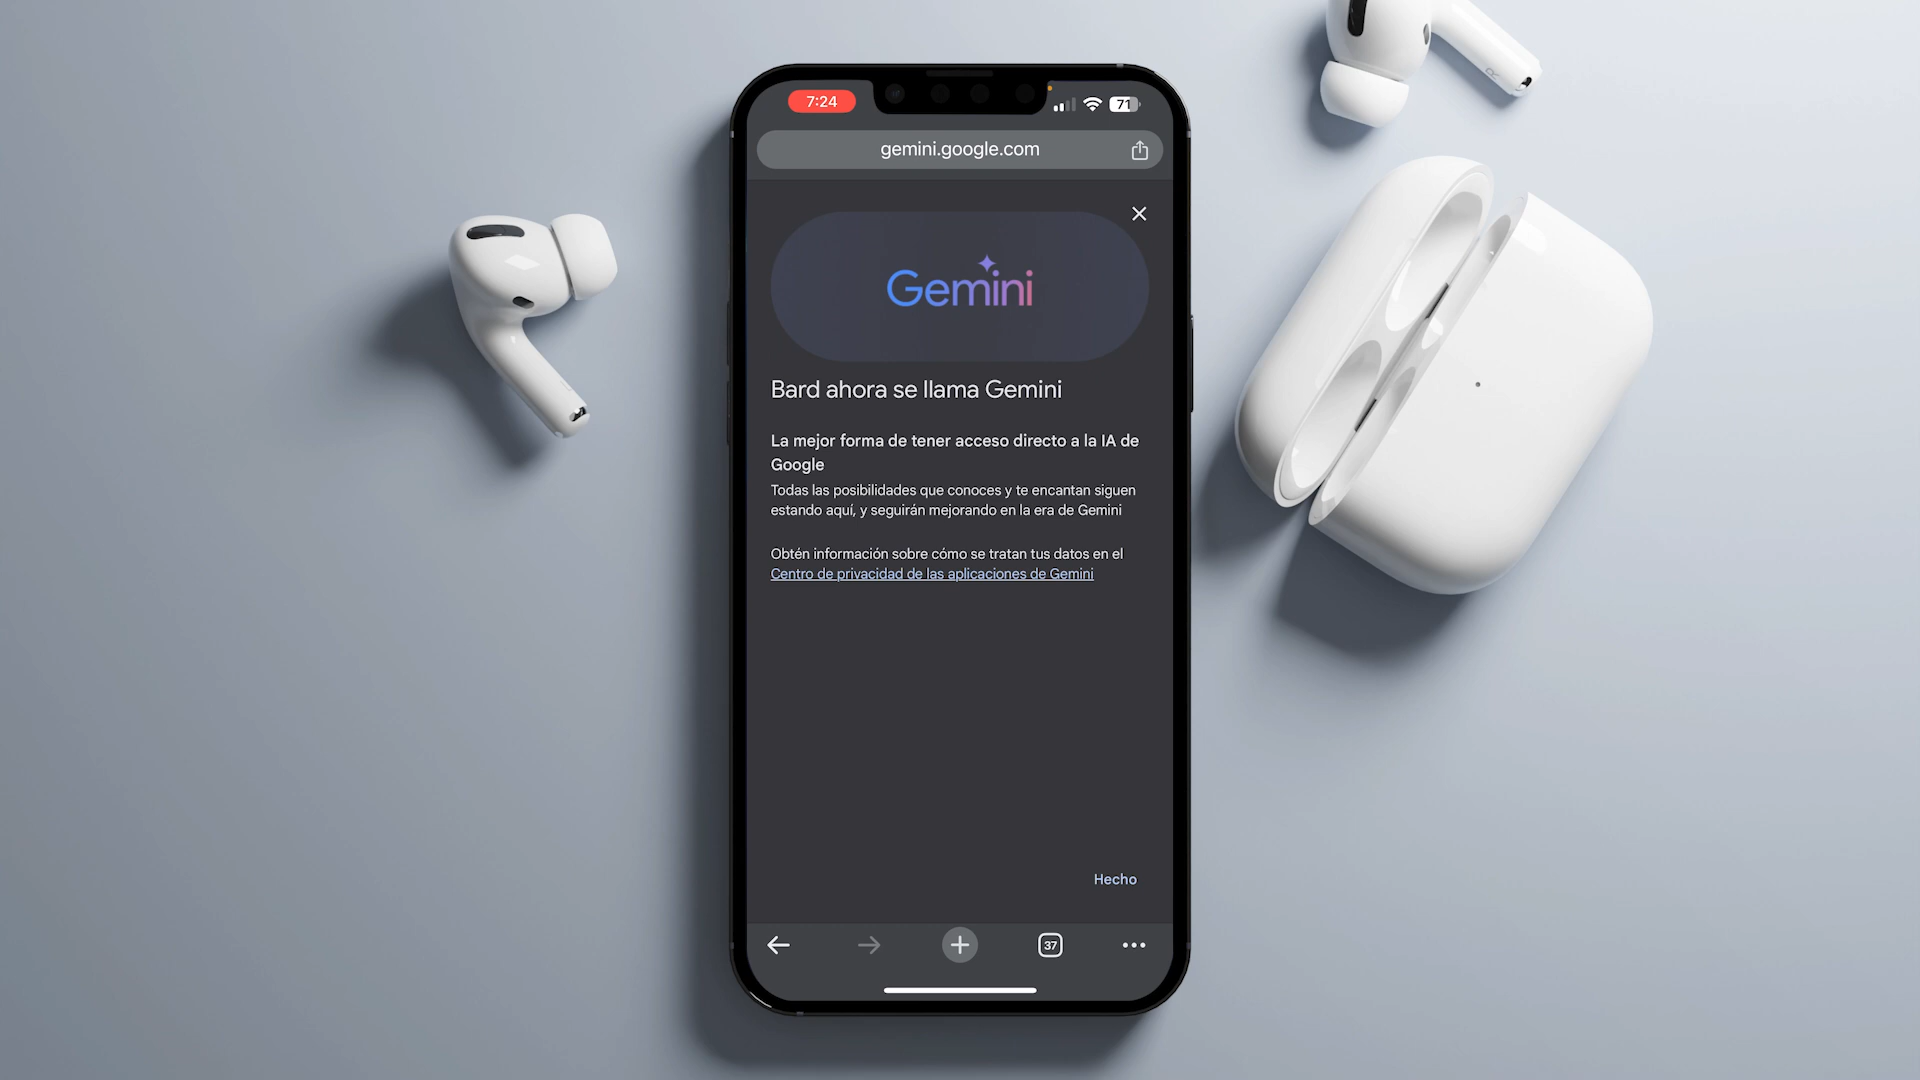 7:24
71
gemini.google.com
Gemini
Bard ahora se llama Gemini
La mejor forma de tener acceso directo a la IA de
Google
Todas las posibilidades que conoces y te encantan siguen
estando aquí, y seguirán mejorando en la era de Gemini
Obtén información sobre cómo se tratan tus datos en el
Centro de privacidad de las aplicaciones de Gemini
Hecho
37
R